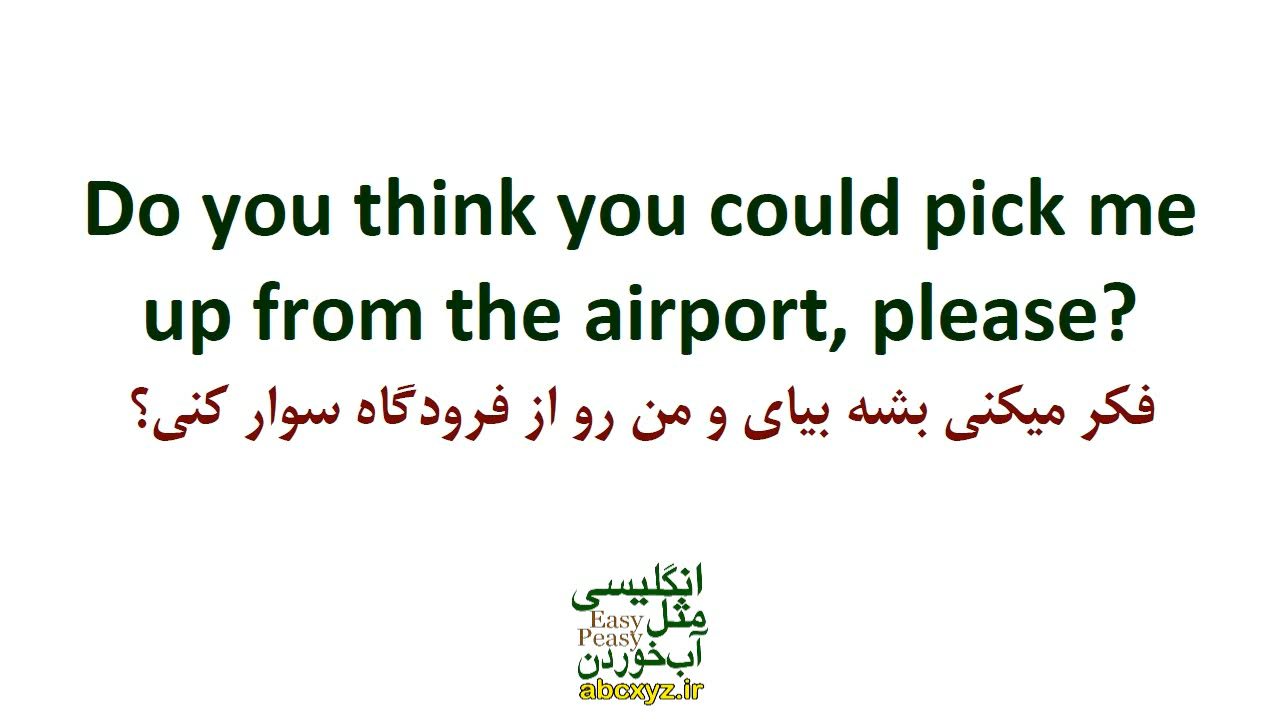 Do you think you could pick me
up from the airport, please?
فکر میکنی بشه بیای و من رو از فرودگاه سوار کنی؟
انگلیسی
مثل
Easy
Peasy
آب‌خوردن
abcxyz.ir